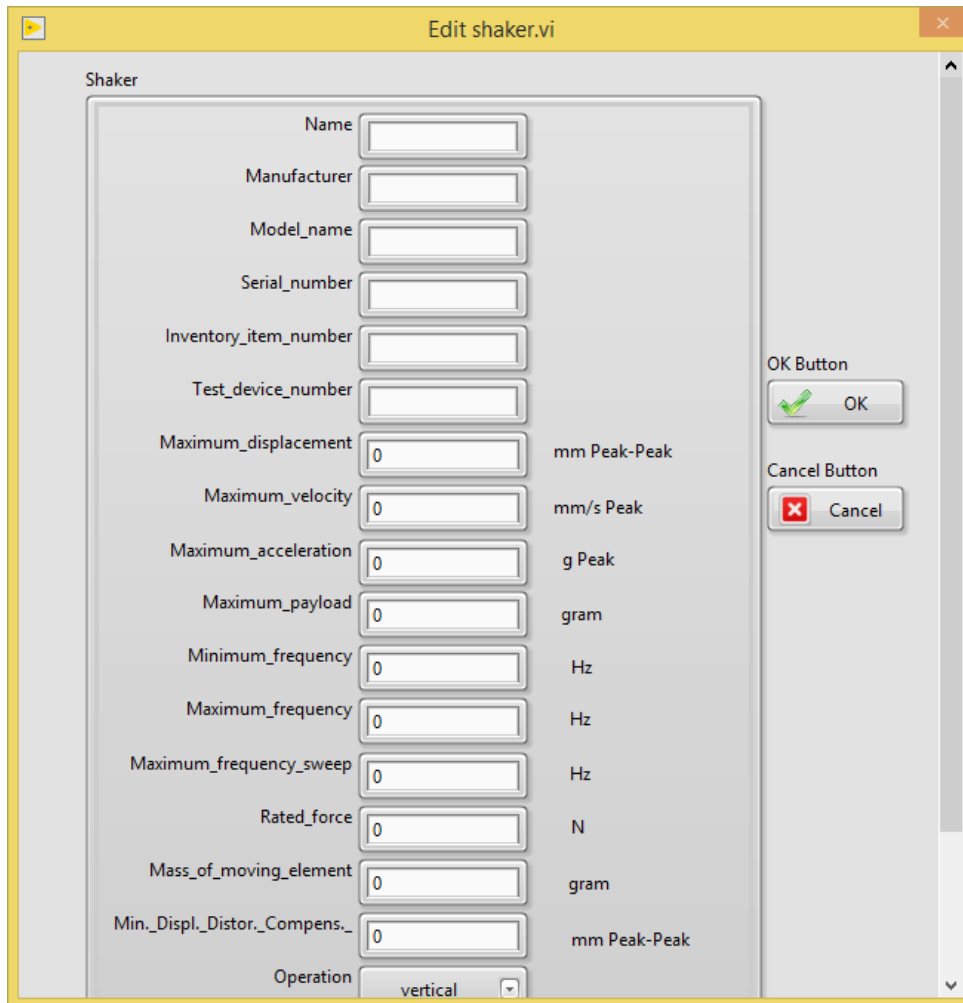 Edit shaker.vi
Shaker
Name
Manufacturer
Model_name
Serial_number
Inventory_item_number
Test_device_number
Maximum_displacement 0 mm Peak-Peak
Maximum_velocity 0 mm/s Peak
Maximum_acceleration 0 g Peak
Maximum_payload 0 gram
Minimum_frequency 0 Hz
Maximum_frequency 0 Hz
Maximum_frequency_sweep 0 Hz
Rated_force 0 N
Mass_of_moving_element 0 gram
Min._Displ._Distor._Compens._ 0 mm Peak-Peak
Operation vertical
OK Button
OK
Cancel Button
Cancel